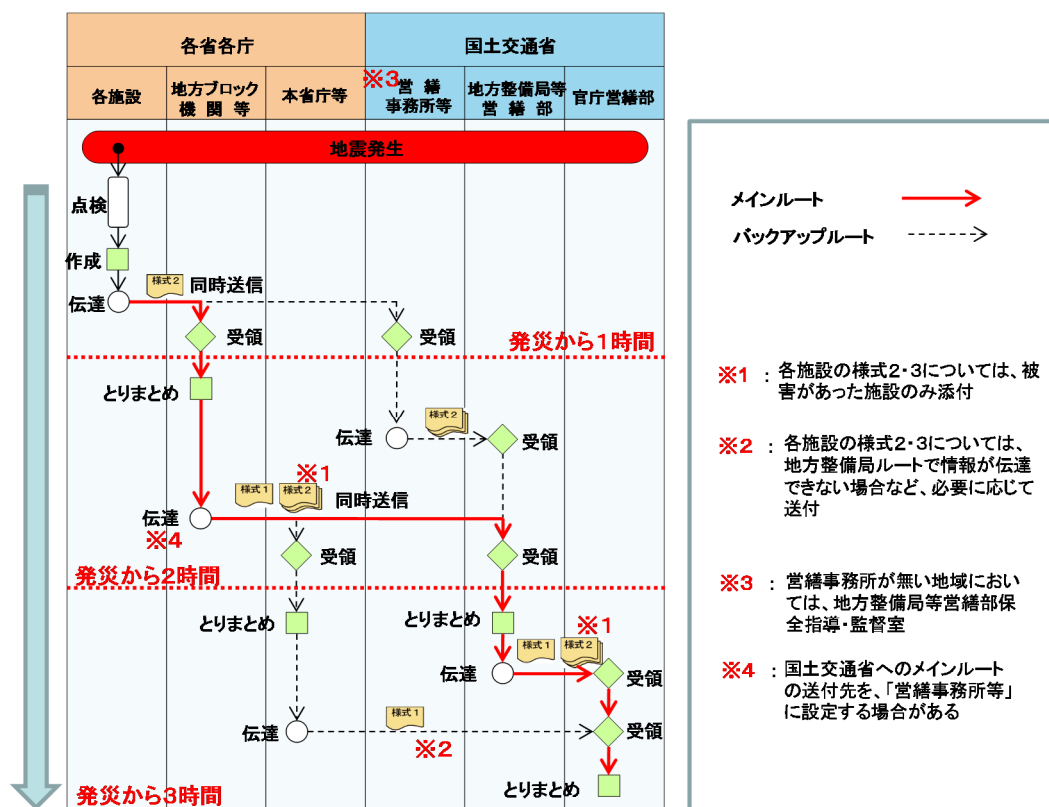 各省各庁
国土交通省
各施設
地方ブロック
機関等
本省庁等
※3
営繕
事務所等
地方整備局等
営繕部
官庁営繕部
地震発生
点検
作成
伝達
様式2
同時送信
受領
受領
発災から1時間
とりまとめ
伝達
様式2
受領
※1
様式1
様式2
同時送信
伝達
※4
受領
受領
発災から2時間
とりまとめ
とりまとめ
※1
様式1
様式2
伝達
受領
様式1
伝達
※2
受領
とりまとめ
発災から3時間
メインルート
バックアップルート
※1 : 各施設の様式2・3については、被
害があった施設のみ添付
※2 : 各施設の様式2・3については、
地方整備局ルートで情報が伝達
できない場合など、必要に応じて
送付
※3 : 営繕事務所が無い地域におい
ては、地方整備局等営繕部保
全指導・監督室
※4 : 国土交通省へのメインルート
の送付先を、「営繕事務所等」
に設定する場合がある